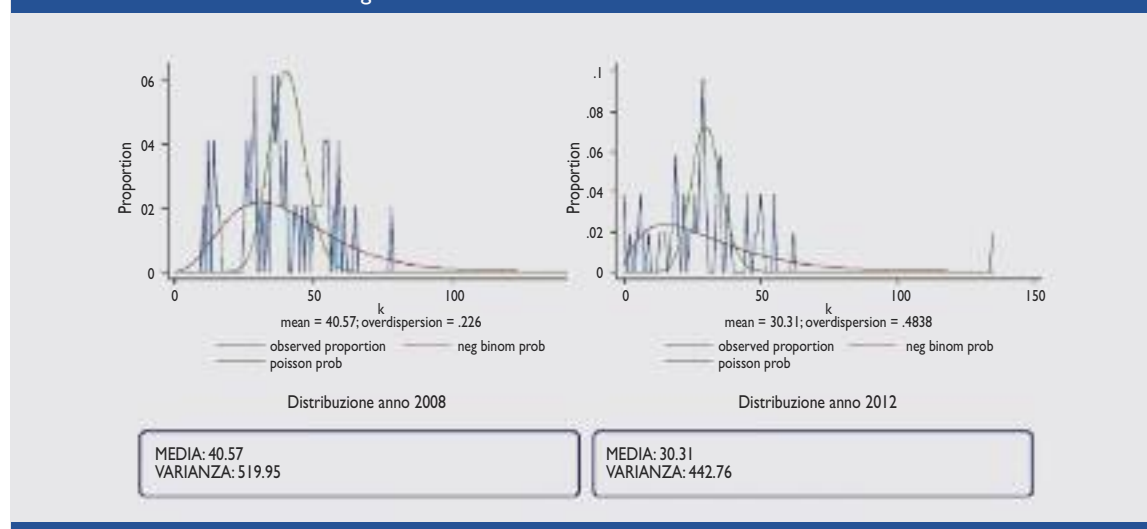 Proportion
06
04
02
0
0
50
100
k
mean = 40.57; overdispersion = .226
observed proportion
neg binom prob
poisson prob
Distribuzione anno 2008
MEDIA: 40.57
VARIANZA: 519.95
Proportion
.1
.08
.06
.04
.02
0
0
50
100
150
k
mean = 30.31; overdispersion = .4838
observed proportion
neg binom prob
poisson prob
Distribuzione anno 2012
MEDIA: 30.31
VARIANZA: 442.76